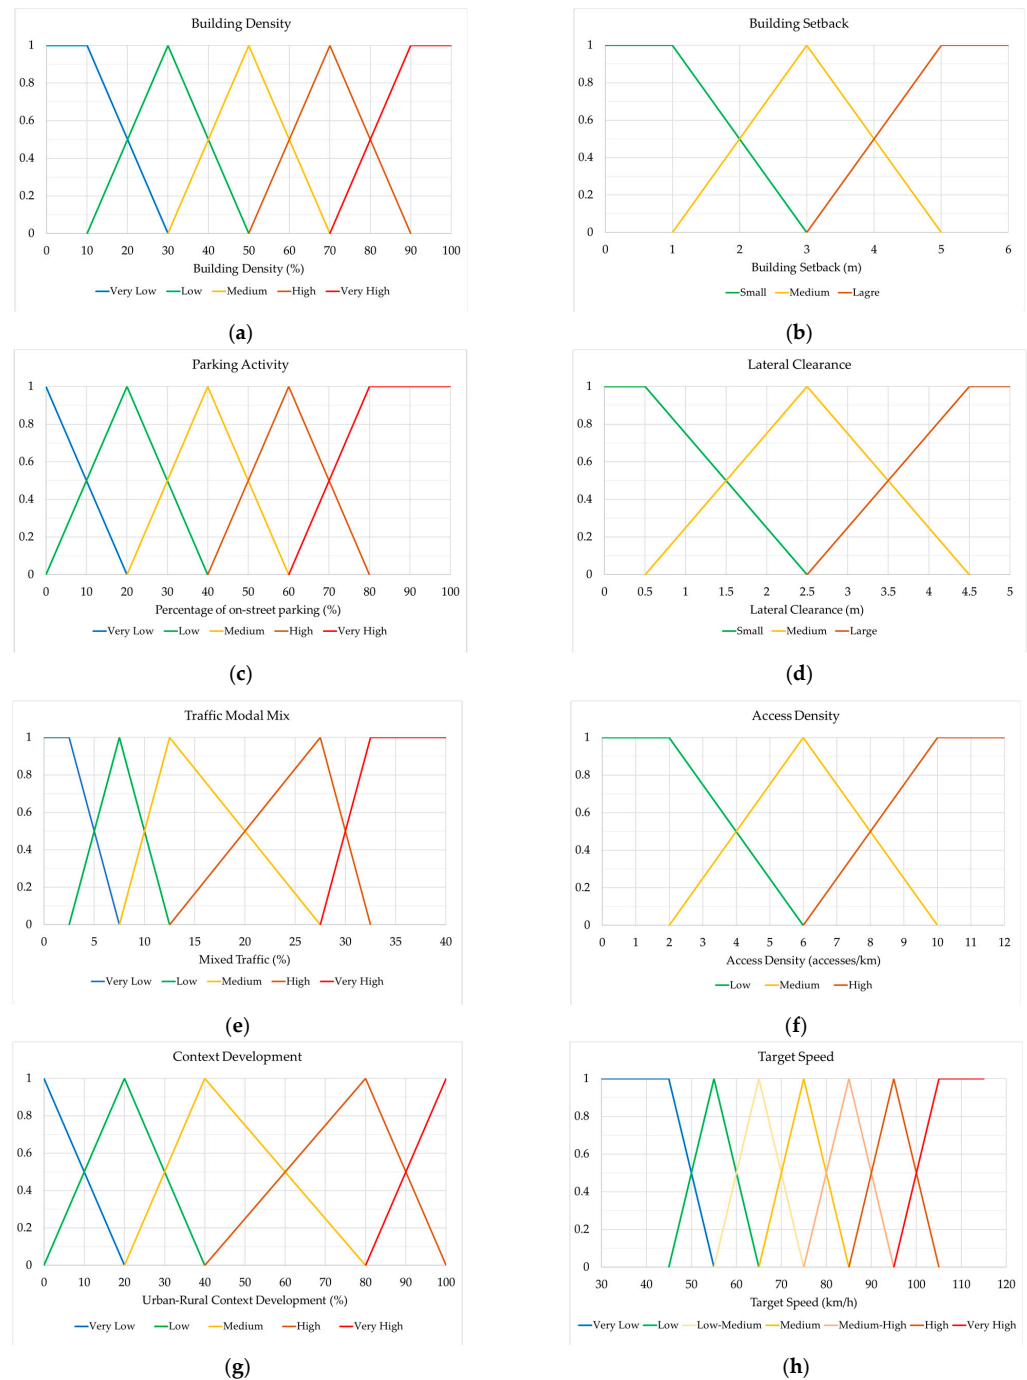 Building Density
1
0.8
0.6
0.4
0.2
0
0 10 20 30 40 50 60 70 80 90 100
Building Density (%)
Very Low Low Medium High Very High
(a)
Building Setback
1
0.8
0.6
0.4
0.2
0
0 1 2 3 4 5 6
Building Setback (m)
Small Medium Lagre
(b)
Parking Activity
1
0.8
0.6
0.4
0.2
0
0 10 20 30 40 50 60 70 80 90 100
Percentage of on-street parking (%)
Very Low Low Medium High Very High
(c)
Lateral Clearance
1
0.8
0.6
0.4
0.2
0
0 0.5 1 1.5 2 2.5 3 3.5 4 4.5 5
Lateral Clearance (m)
Small Medium Large
(d)
Traffic Modal Mix
1
0.8
0.6
0.4
0.2
0
0 5 10 15 20 25 30 35 40
Mixed Traffic (%)
Very Low Low Medium High Very High
(e)
Access Density
1
0.8
0.6
0.4
0.2
0
0 1 2 3 4 5 6 7 8 9 10 11 12
Access Density (accesses/km)
Low Medium High
(f)
Context Development
1
0.8
0.6
0.4
0.2
0
0 10 20 30 40 50 60 70 80 90 100
Urban-Rural Context Development (%)
Very Low Low Medium High Very High
(g)
Target Speed
1
0.8
0.6
0.4
0.2
0
30 40 50 60 70 80 90 100 110 120
Target Speed (km/h)
Very Low Low Low-Medium Medium Medium-High High Very High
(h)